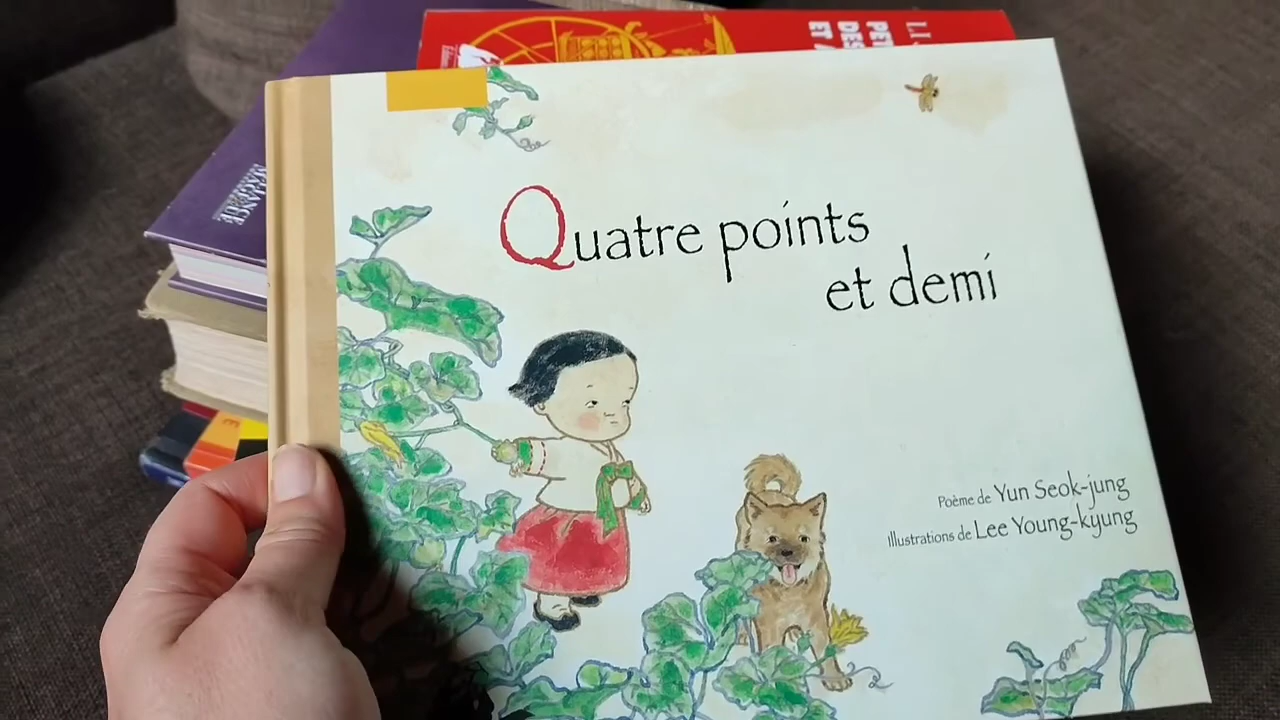 Quatre points
et demi
Poème de Yun Seok-jung
Illustrations de Lee Young-kyung